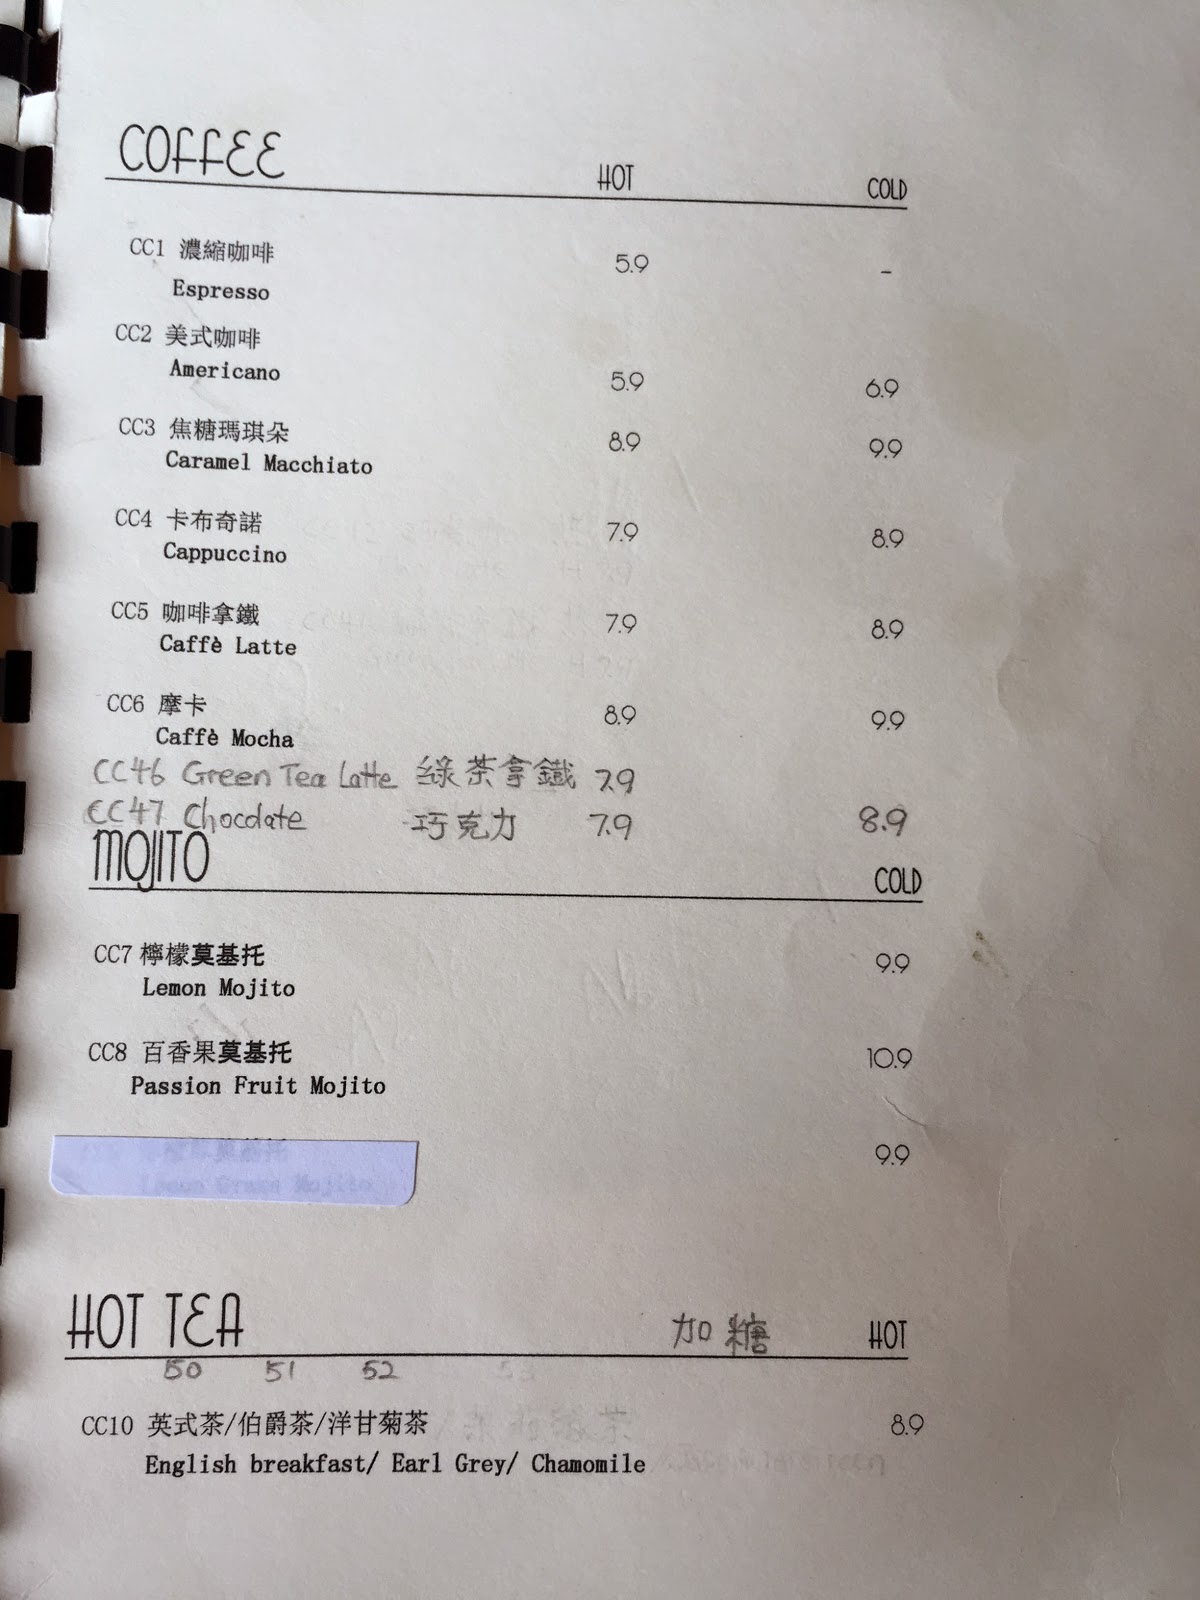 COFFEE HOT COLD
CC1 濃縮咖啡 5.9 -
Espresso
CC2 美式咖啡
Americano 5.9 6.9
CC3 焦糖瑪琪朵 8.9 9.9
Caramel Macchiato
CC4 卡布奇諾 7.9 8.9
Cappuccino
CC5 咖啡拿鐵 7.9 8.9
Caffè Latte
CC6 摩卡 8.9 9.9
Caffè Mocha
CC46 Green Tea Latte 綠茶拿鐵 7.9
CC47 Chocolate 巧克力 7.9 8.9
MOJITO COLD
CC7 檸檬莫基托 9.9
Lemon Mojito
CC8 百香果莫基托 10.9
Passion Fruit Mojito
莫基托 9.9
Lemon Grass Mojito
HOT TEA 加糖 HOT
50 51 52 53
CC10 英式茶/伯爵茶/洋甘菊茶 8.9
English breakfast/ Earl Grey/ Chamomile